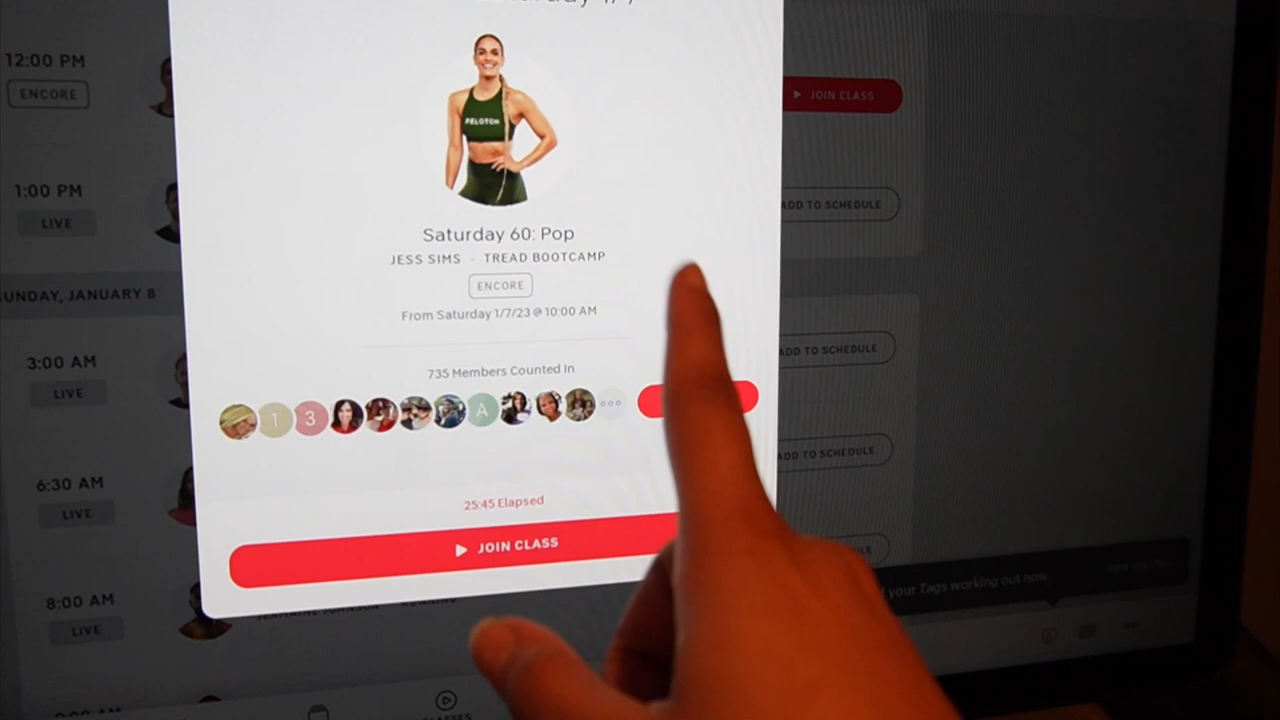 12:00 PM
ENCORE
1:00 PM
LIVE
SUNDAY, JANUARY 8
3:00 AM
LIVE
6:30 AM
LIVE
8:00 AM
LIVE
PELOTON
Saturday 60: Pop
JESS SIMS · TREAD BOOTCAMP
ENCORE
From Saturday 1/7/23 @ 10:00 AM
735 Members Counted In
1
3
A
25:45 Elapsed
JOIN CLASS
JOIN CLASS
ADD TO SCHEDULE
ADD TO SCHEDULE
ADD TO SCHEDULE
your Tags working out now.
CLASSES